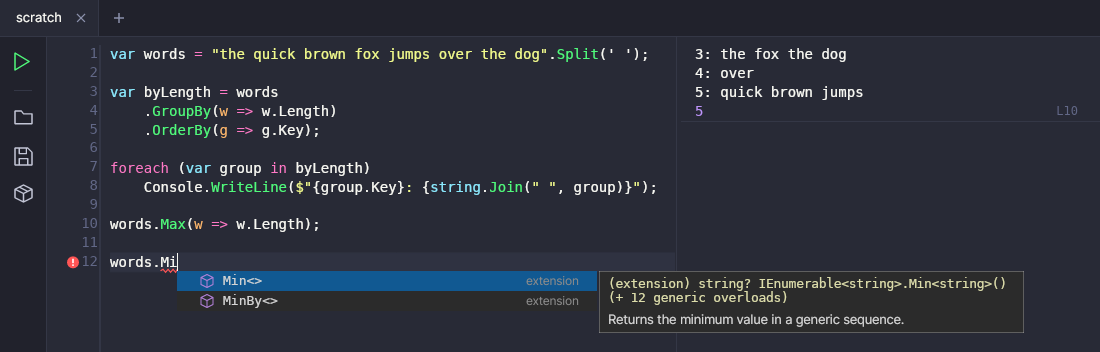 scratch
1 var words = "the quick brown fox jumps over the dog".Split(' ');
2
3 var byLength = words
4 .GroupBy(w => w.Length)
5 .OrderBy(g => g.Key);
6
7 foreach (var group in byLength)
8 Console.WriteLine($"{group.Key}: {string.Join(" ", group)}");
9
10 words.Max(w => w.Length);
11
12 words.Mi
Min<> extension
MinBy<> extension
(extension) string? IEnumerable<string>.Min<string>()
(+ 12 generic overloads)
Returns the minimum value in a generic sequence.
3: the fox the dog
4: over
5: quick brown jumps
5 L10